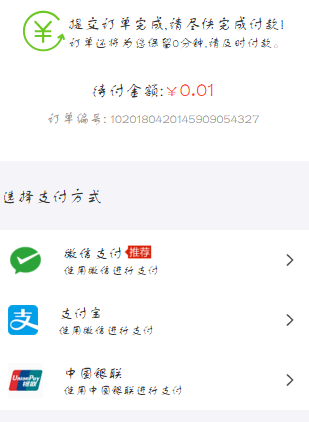 提交订单完成,请尽快完成付款!
订单还将为您保留0分钟,请及时付款。
待付金额:￥0.01
订单编号: 1020180420145909054327
选择支付方式
微信支付 推荐
使用微信进行支付
支付宝
使用微信进行支付
UnionPay 银联
中国银联
使用中国银联进行支付